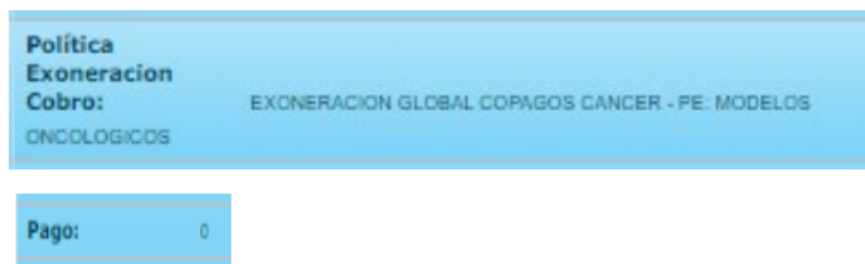 Política
Exoneracion
Cobro: EXONERACION GLOBAL COPAGOS CANCER - PE: MODELOS
ONCOLOGICOS
Pago: 0